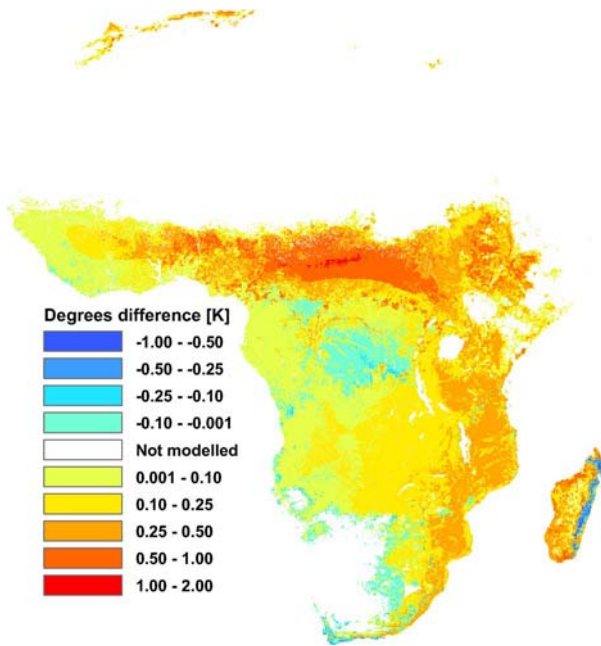 Degrees difference [K]
-1.00 - -0.50
-0.50 - -0.25
-0.25 - -0.10
-0.10 - -0.001
Not modelled
0.001 - 0.10
0.10 - 0.25
0.25 - 0.50
0.50 - 1.00
1.00 - 2.00